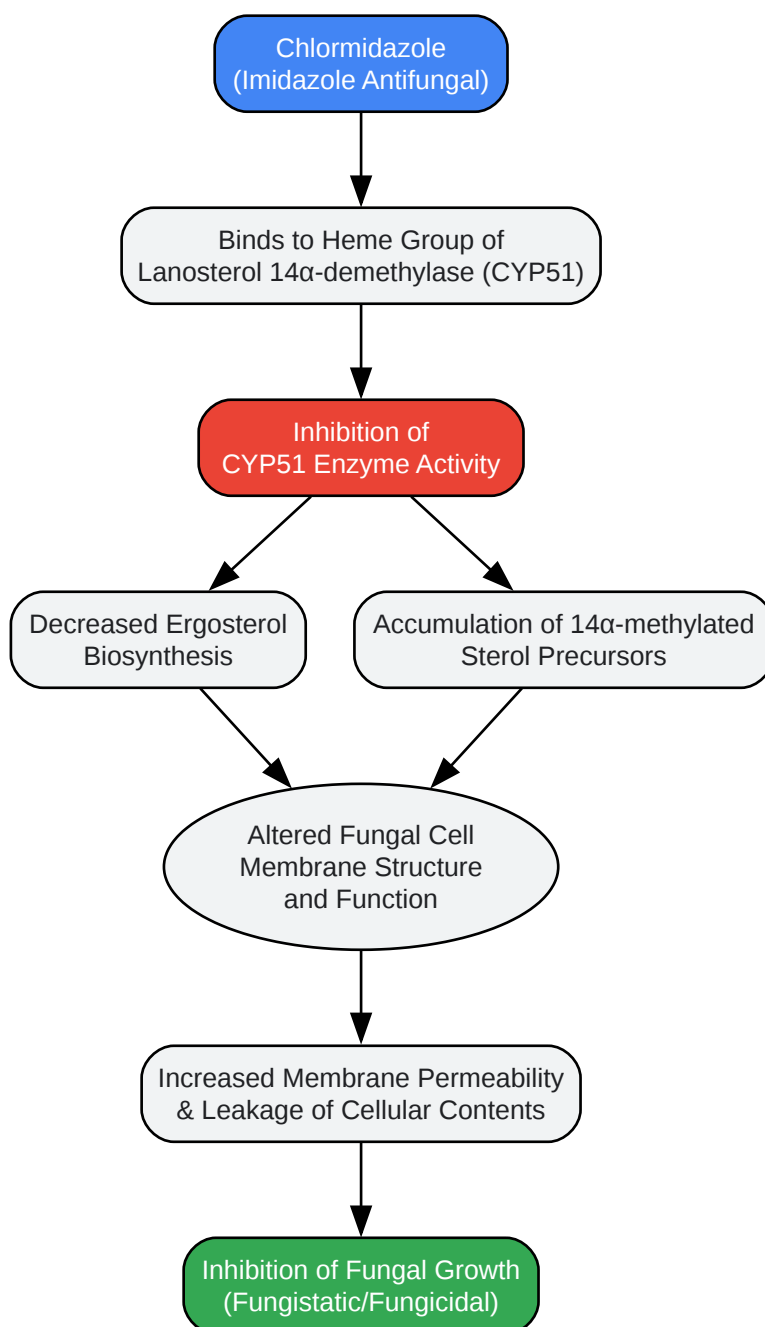 Chlormidazole
(Imidazole Antifungal)
Binds to Heme Group of
Lanosterol 14α-demethylase (CYP51)
Inhibition of
CYP51 Enzyme Activity
Decreased Ergosterol
Biosynthesis
Accumulation of 14α-methylated
Sterol Precursors
Altered Fungal Cell
Membrane Structure
and Function
Increased Membrane Permeability
& Leakage of Cellular Contents
Inhibition of Fungal Growth
(Fungistatic/Fungicidal)